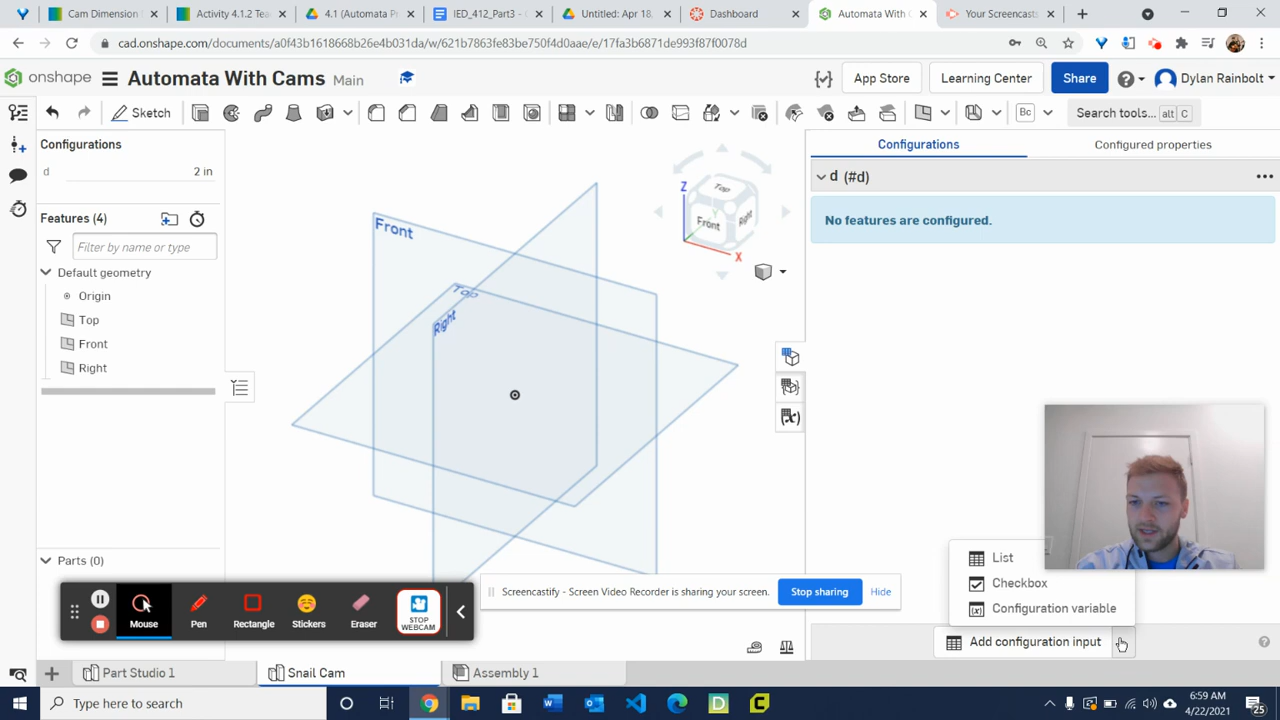 Cam Dimension
Activity 4.1.2 Tea
4.1 (Automata P
IED_412_Part3 -
Untitled: Apr 18,
Dashboard
Automata With C
Your Screencast
cad.onshape.com/documents/a0f43b1618668b26e4b031da/w/621b7863fe83be750f4d0aae/e/17fa3b6871de993f87f0078d
onshape
Automata With Cams
Main
App Store
Learning Center
Share
Dylan Rainbolt
Sketch
Search tools...
alt
C
Configurations
d
2 in
Features (4)
Filter by name or type
Default geometry
Origin
Top
Front
Right
Parts (0)
Front
Top
Right
Z
Top
Front
Right
X
Configurations
Configured properties
d (#d)
No features are configured.
List
Checkbox
Configuration variable
Add configuration input
Mouse
Pen
Rectangle
Stickers
Eraser
STOP
WEBCAM
Screencastify - Screen Video Recorder is sharing your screen.
Stop sharing
Hide
Part Studio 1
Snail Cam
Assembly 1
Type here to search
6:59 AM
4/22/2021
25